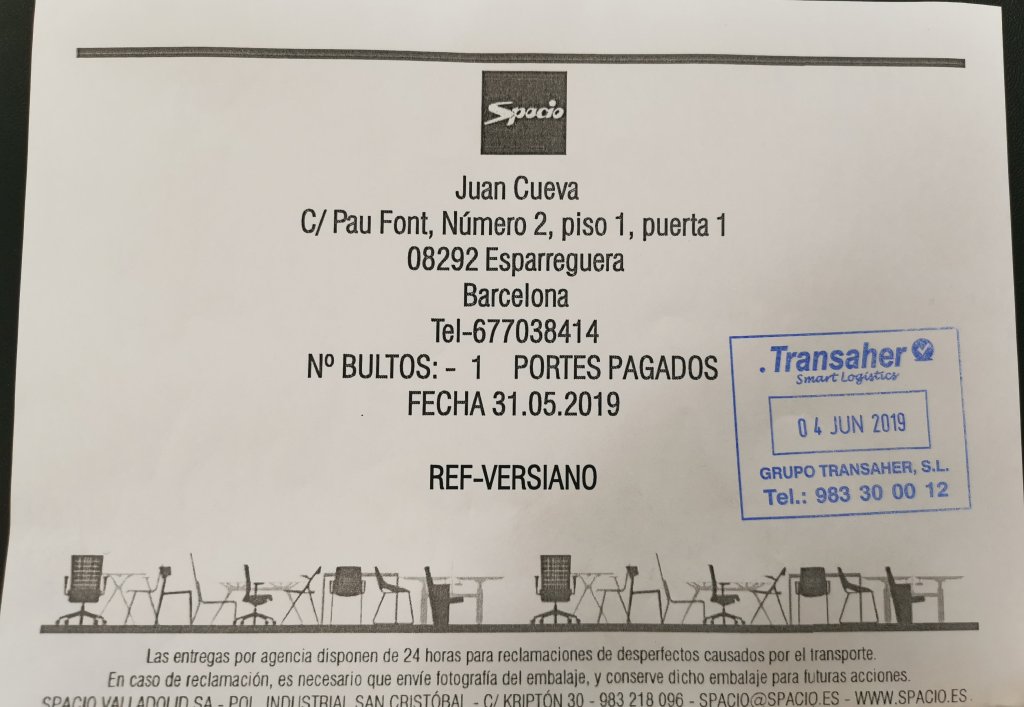 Spacio
Juan Cueva
C/ Pau Font, Número 2, piso 1, puerta 1
08292 Esparreguera
Barcelona
Tel-677038414
Nº BULTOS: - 1 PORTES PAGADOS
FECHA 31.05.2019
REF-VERSIANO
.Transaher
Smart Logistics
04 JUN 2019
GRUPO TRANSAHER, S.L.
Tel.: 983 30 00 12
Las entregas por agencia disponen de 24 horas para reclamaciones de desperfectos causados por el transporte.
En caso de reclamación, es necesario que envíe fotografía del embalaje, y conserve dicho embalaje para futuras acciones.
SPACIO VALLADOLID SA - POL. INDUSTRIAL SAN CRISTÓBAL - C/ KRIPTÓN 30 - 983 218 096 - SPACIO@SPACIO.ES - WWW.SPACIO.ES